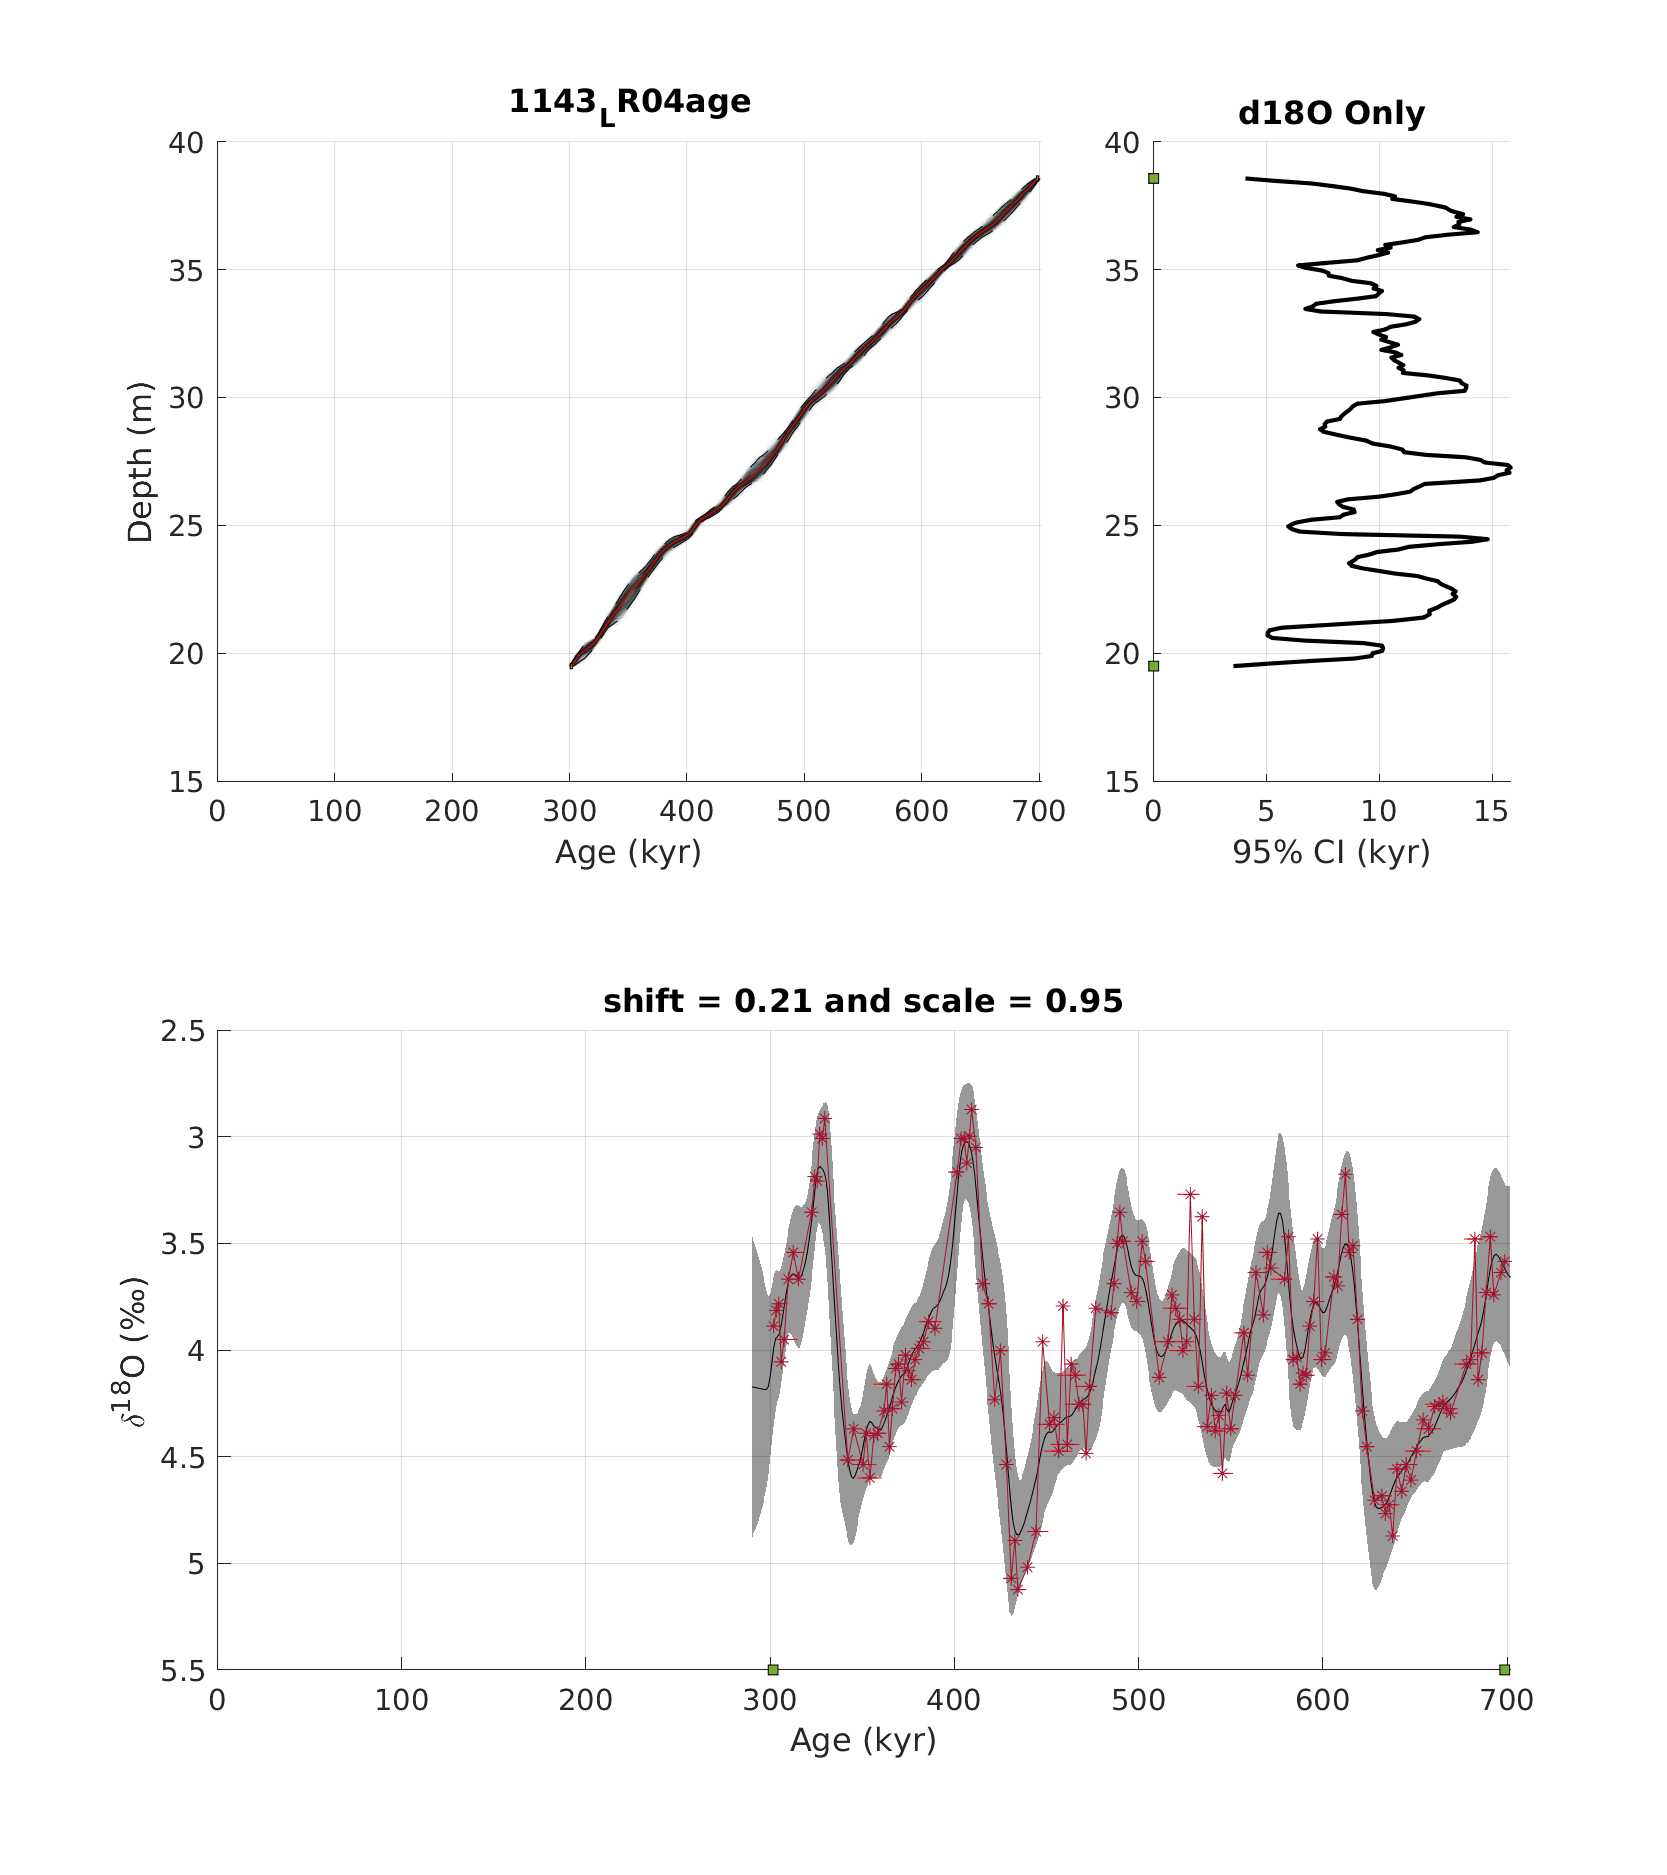 1143LR04age
d18O Only
40
35
30
25
20
15
Depth (m)
0 100 200 300 400 500 600 700
Age (kyr)
40
35
30
25
20
15
0 5 10 15
95% CI (kyr)
shift = 0.21 and scale = 0.95
2.5
3
3.5
4
4.5
5
5.5
δ18O (‰)
0 100 200 300 400 500 600 700
Age (kyr)